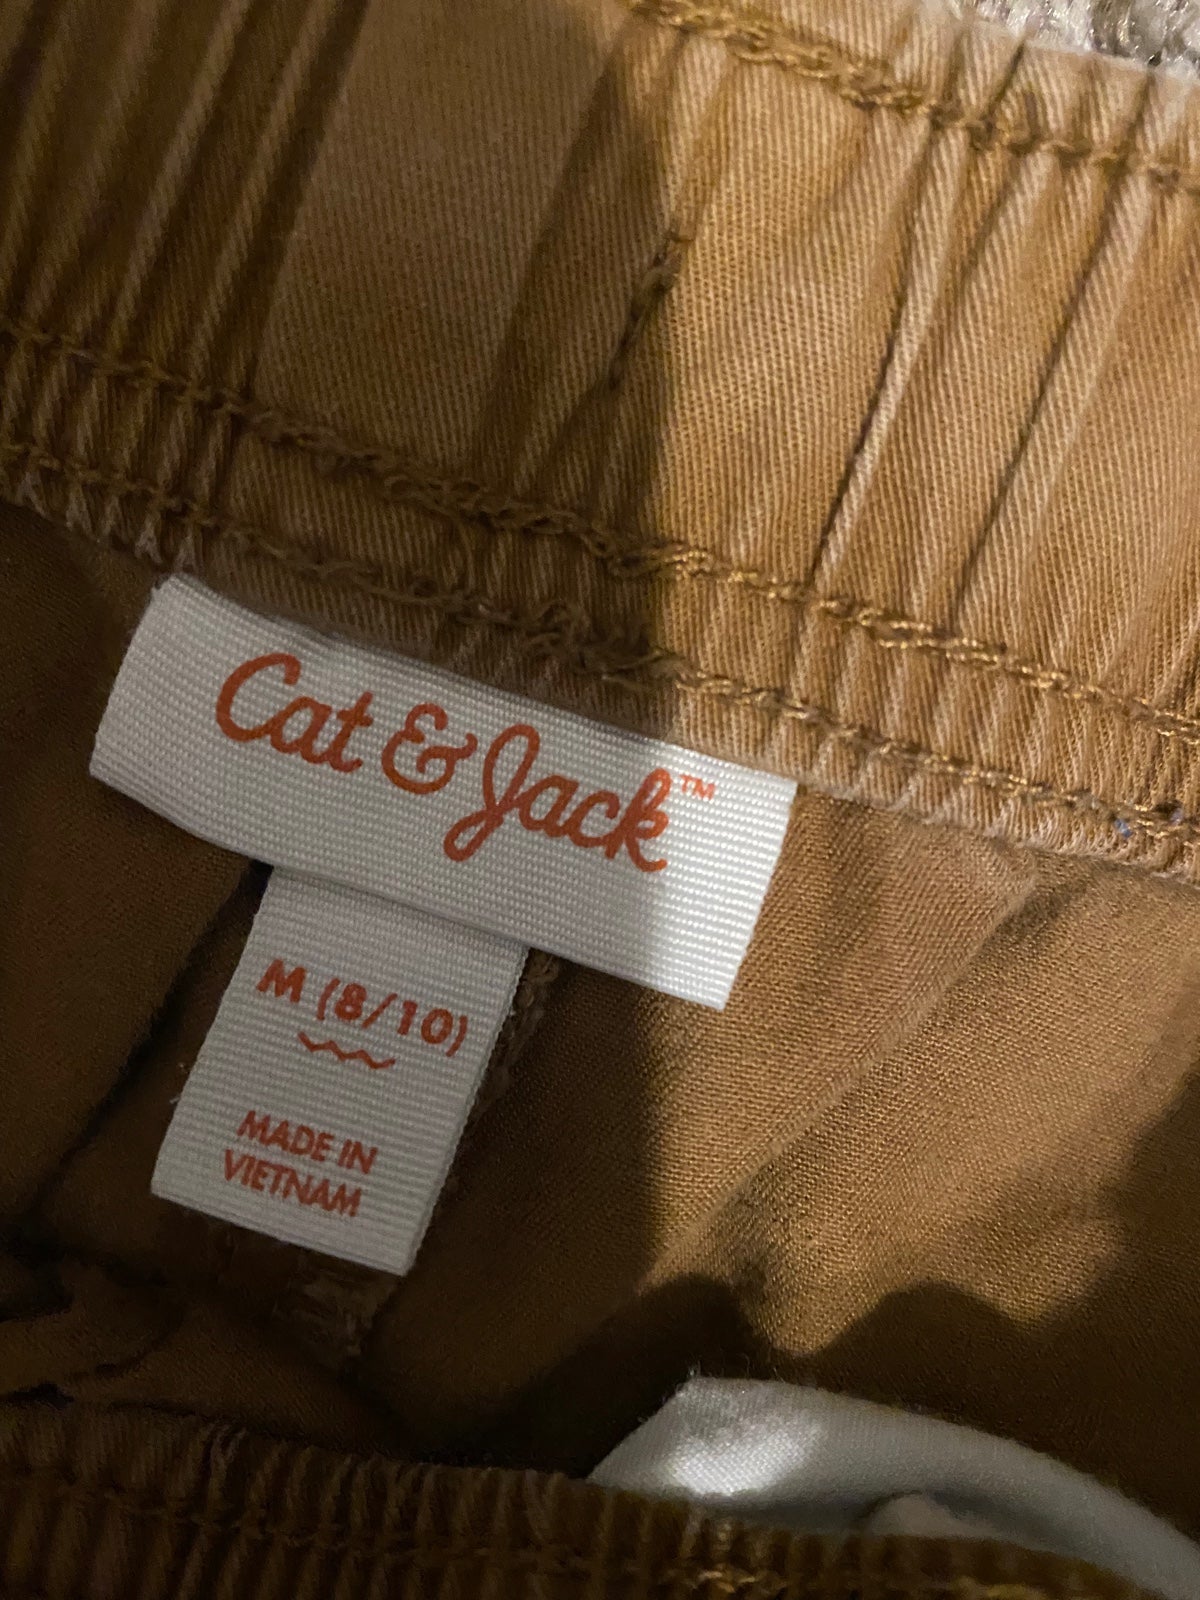 Cat & Jack™
M (8/10)
MADE IN
VIETNAM